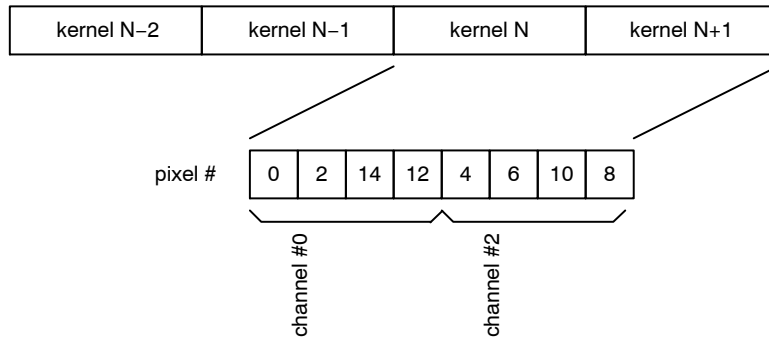 kernel N−2 kernel N−1 kernel N kernel N+1
pixel # 0 2 14 12 4 6 10 8
channel #0
channel #2